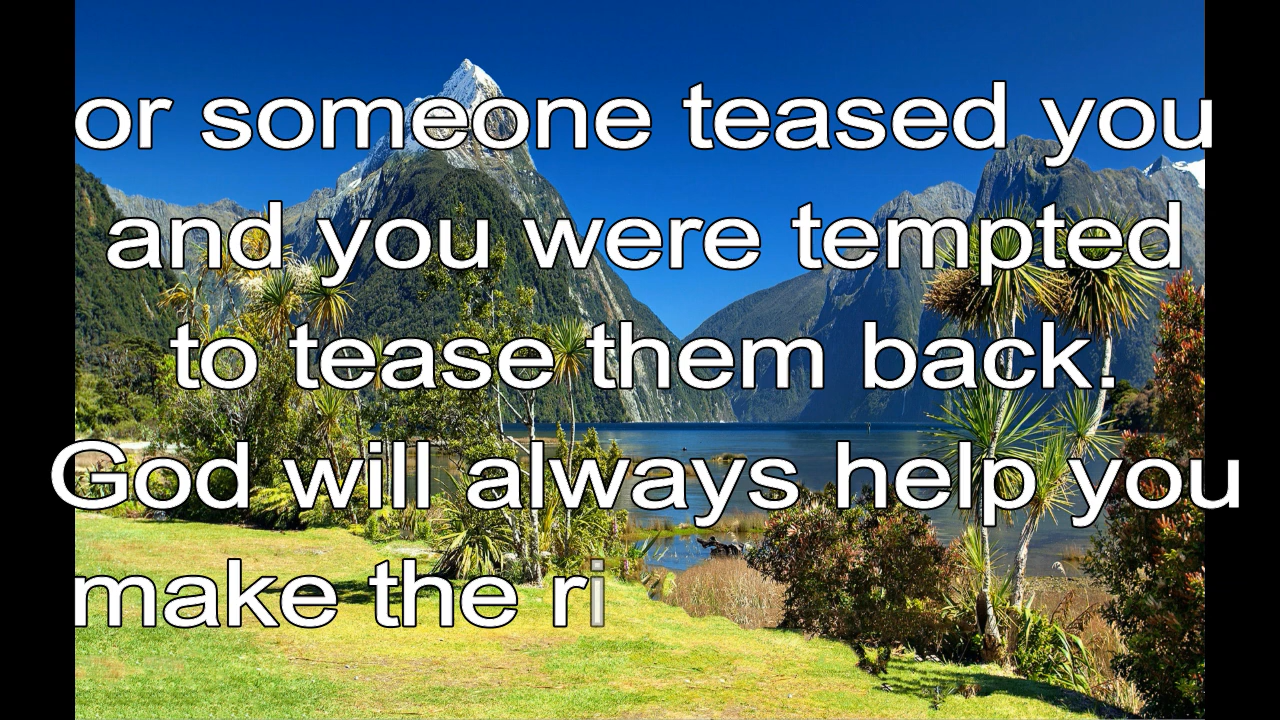 or someone teased you
and you were tempted
to tease them back.
God will always help you
make the ri